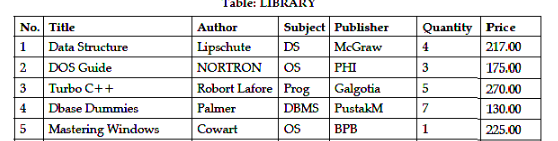 Table: LIBRARY
No. Title Author Subject Publisher Quantity Price
1 Data Structure Lipschute DS McGraw 4 217.00
2 DOS Guide NORTRON OS PHI 3 175.00
3 Turbo C++ Robort Lafore Prog Galgotia 5 270.00
4 Dbase Dummies Palmer DBMS PustakM 7 130.00
5 Mastering Windows Cowart OS BPB 1 225.00